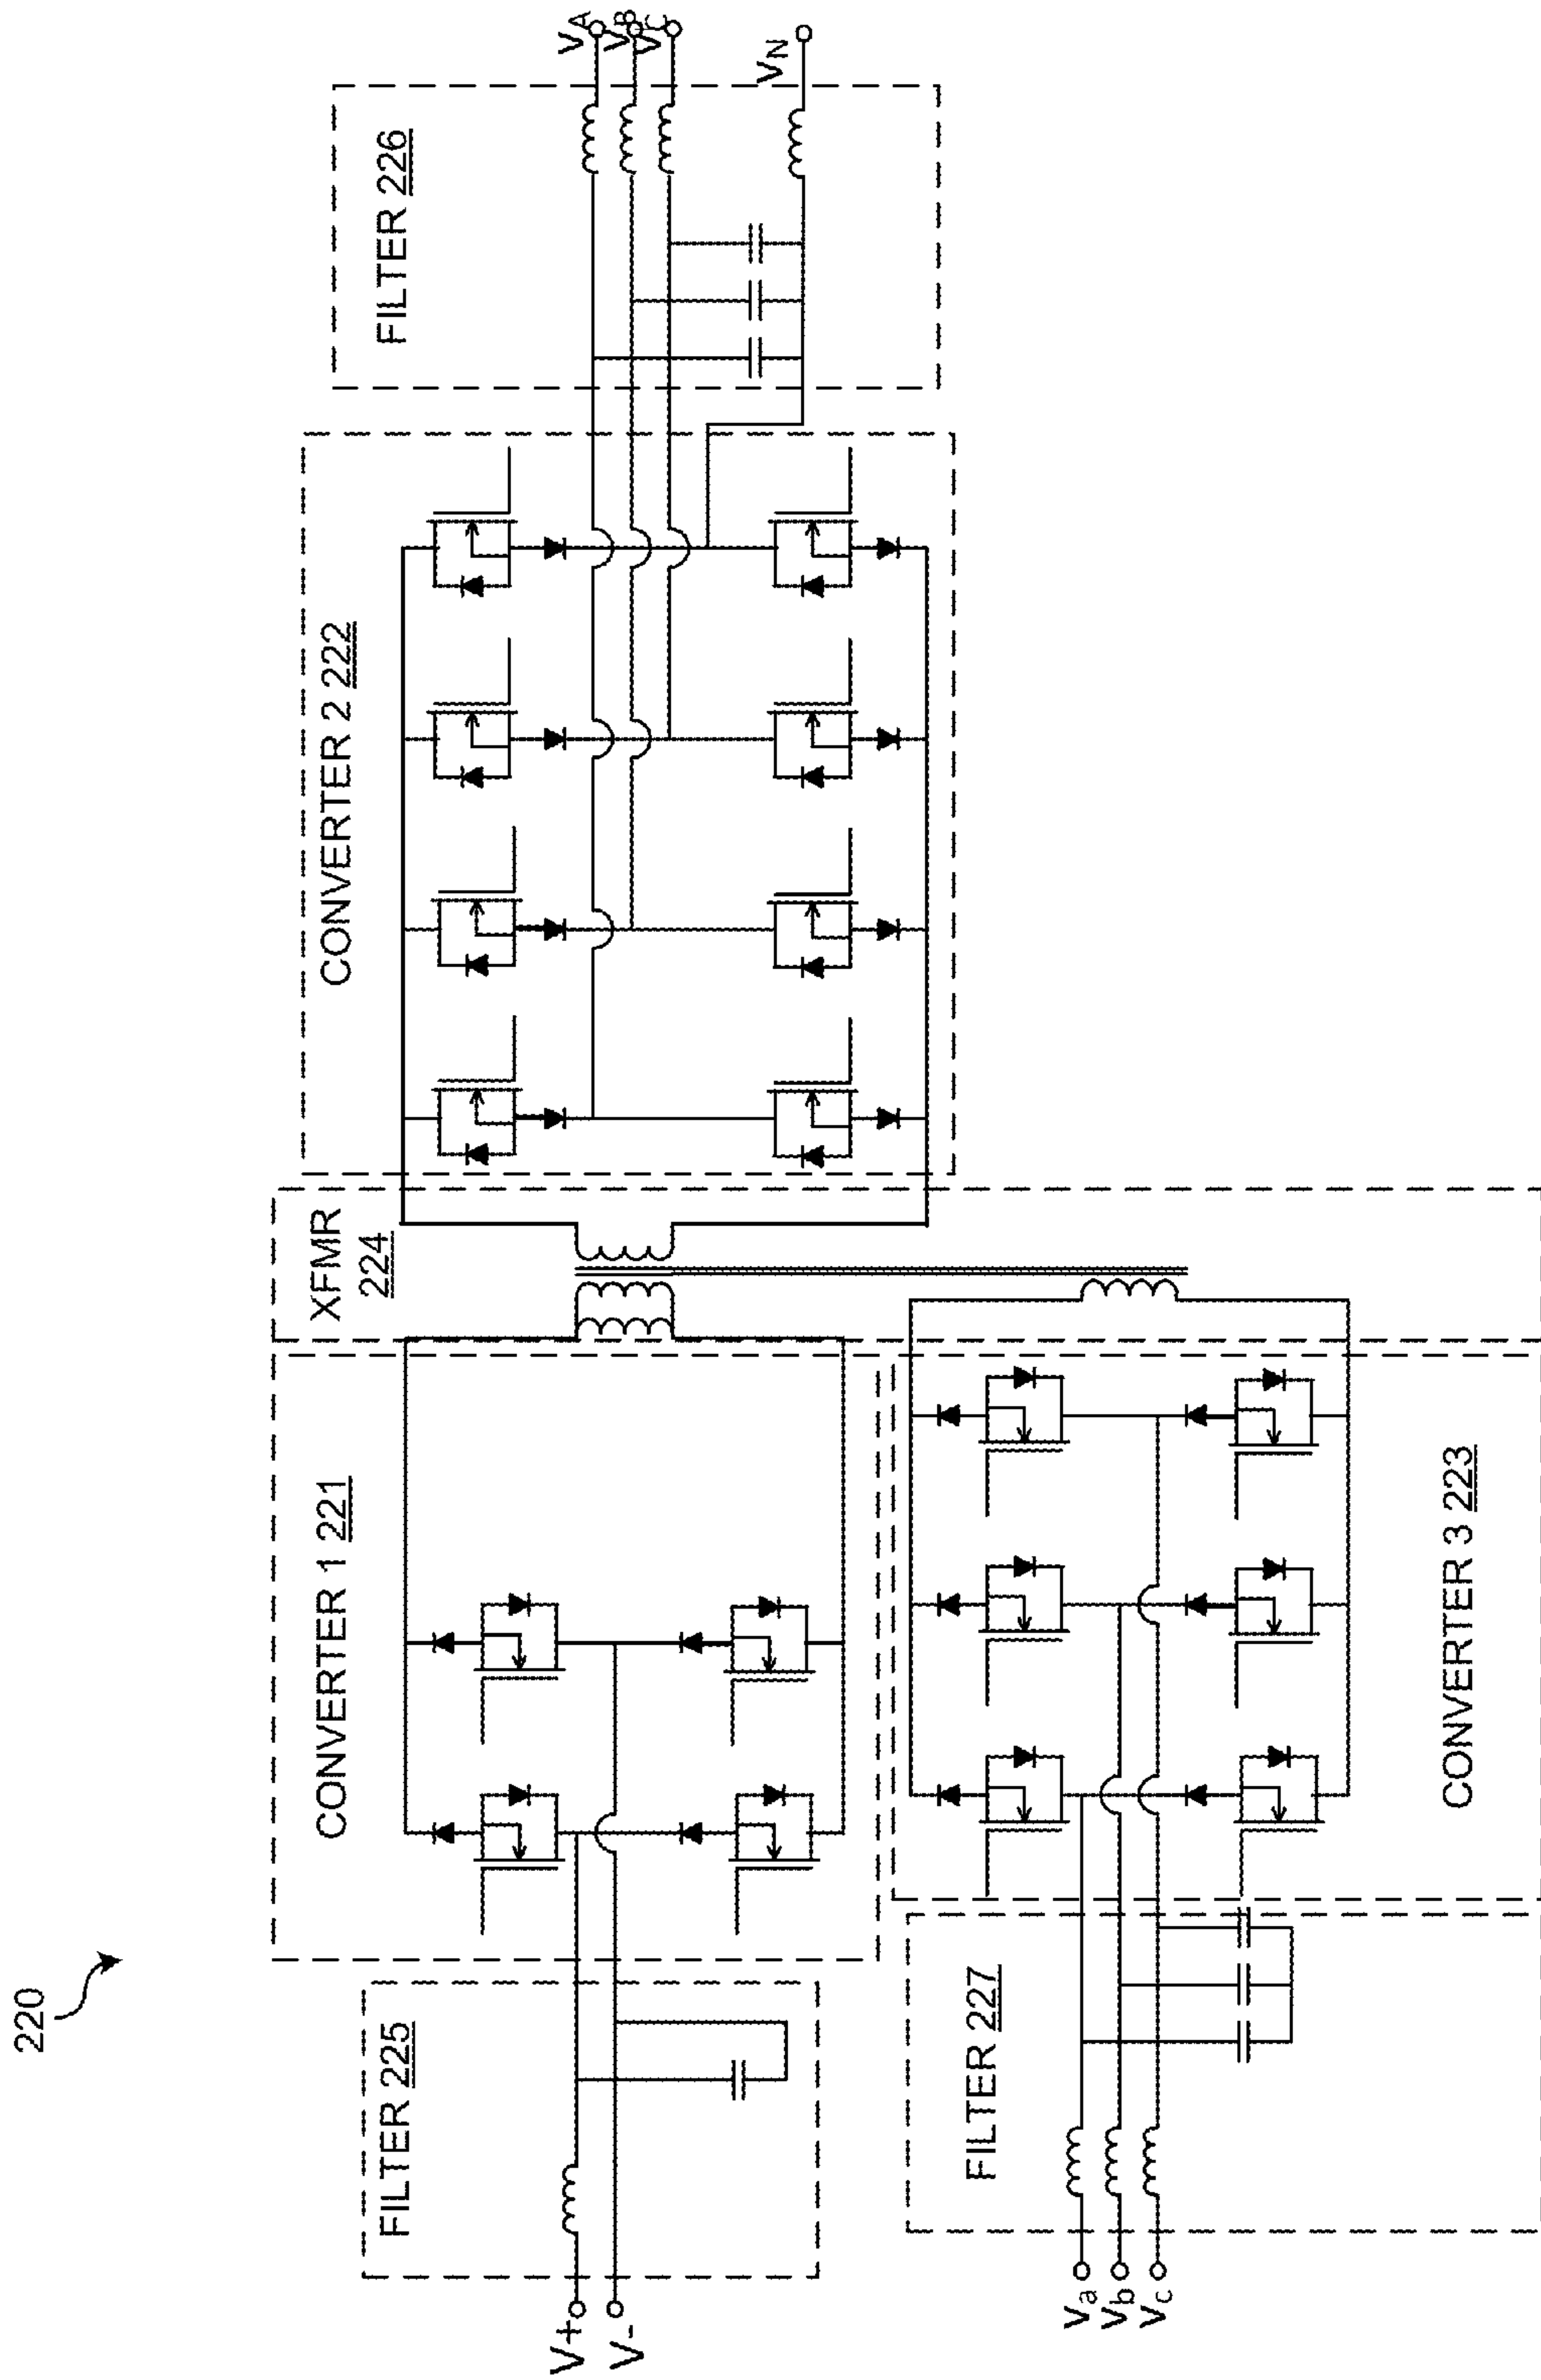 220
FILTER 225
V+
V-
CONVERTER 1 221
XFMR
224
CONVERTER 2 222
FILTER 226
VA
VB
VC
VN
FILTER 227
Va
Vb
Vc
CONVERTER 3 223